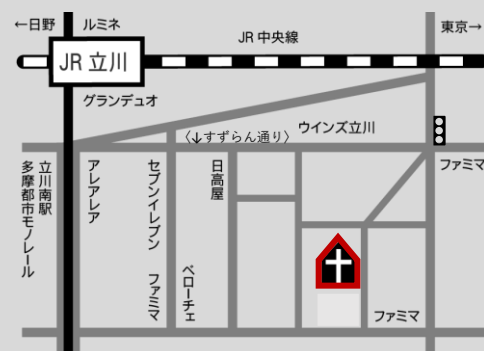 ←日野
ルミネ
東京→
JR 中央線
JR 立川
グランデュオ
ウインズ立川
〈↓すずらん通り〉
ファミマ
立川南駅
多摩都市モノレール
アレアレア
セブンイレブン
ファミマ
ベローチェ
日高屋
ファミマ